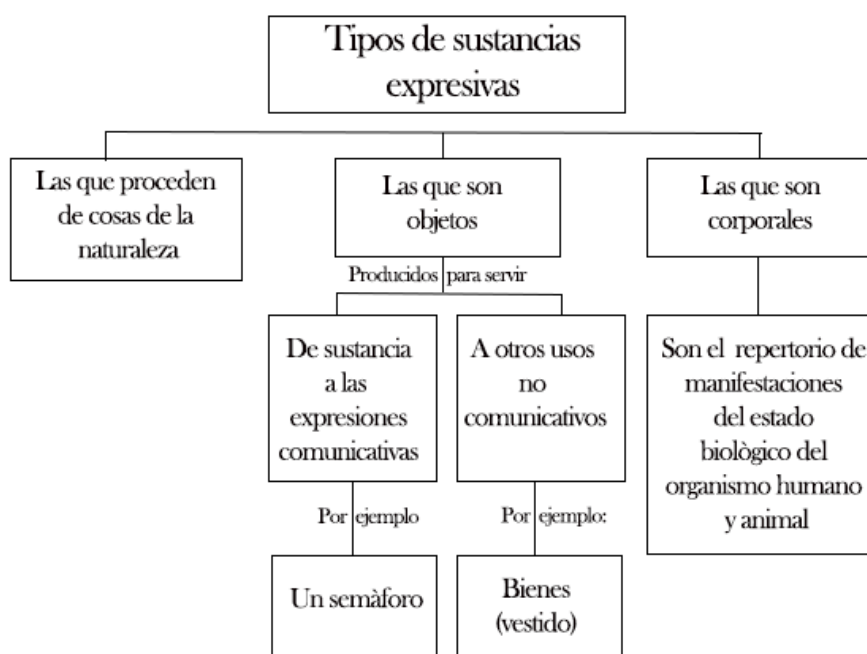 Tipos de sustancias
expresivas
Las que proceden
de cosas de la
naturaleza
Las que son
objetos
Las que son
corporales
Producidos para servir
De sustancia
a las
expresiones
comunicativas
A otros usos
no
comunicativos
Son el repertorio de
manifestaciones
del estado
biològico del
organismo humano
y animal
Por ejemplo
Por ejemplo:
Un semàforo
Bienes
(vestido)